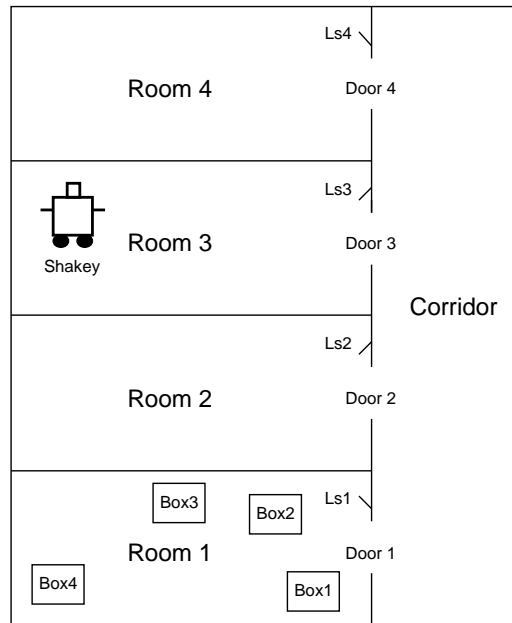 Ls4
Room 4
Door 4
Ls3
Room 3
Door 3
Shakey
Corridor
Ls2
Room 2
Door 2
Box3
Ls1
Box2
Room 1
Door 1
Box4
Box1